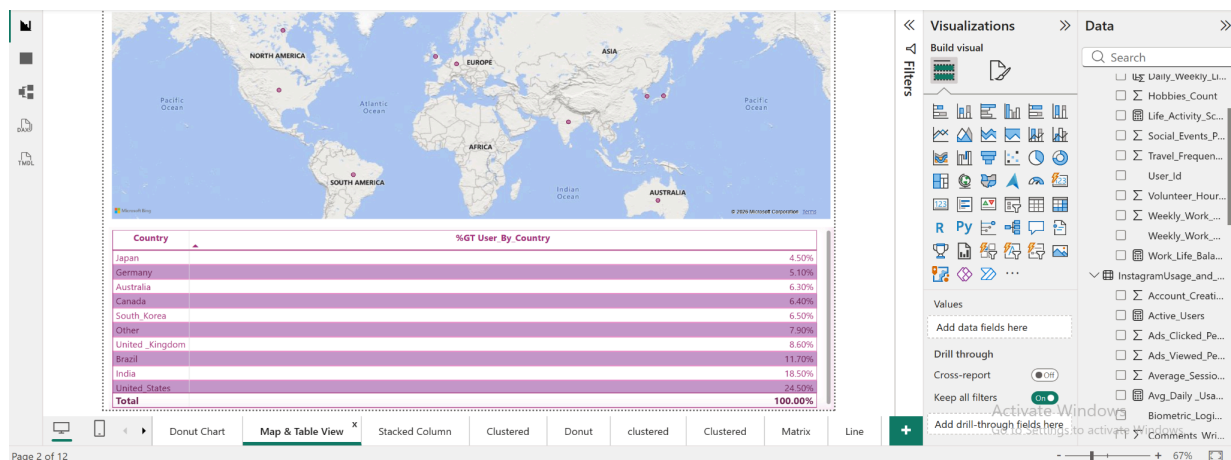 NORTH AMERICA
EUROPE
ASIA
Pacific
Ocean
Atlantic
Ocean
Pacific
Ocean
AFRICA
SOUTH AMERICA
Indian
Ocean
AUSTRALIA
Microsoft Bing
© 2026 Microsoft Corporation Terms
Country %GT User_By_Country
Japan 4.50%
Germany 5.10%
Australia 6.30%
Canada 6.40%
South_Korea 6.50%
Other 7.90%
United _Kingdom 8.60%
Brazil 11.70%
India 18.50%
United_States 24.50%
Total 100.00%
DAX
TMDL
Filters
Visualizations
Build visual
123
R Py
...
Values
Add data fields here
Drill through
Cross-report Off
Keep all filters On
Add drill-through fields here
Data
Search
Daily_Weekly_Li...
Hobbies_Count
Life_Activity_Sc...
Social_Events_P...
Travel_Frequen...
User_Id
Volunteer_Hour...
Weekly_Work_...
Weekly_Work_...
Work_Life_Bala...
InstagramUsage_and_...
Account_Creati...
Active_Users
Ads_Clicked_Pe...
Ads_Viewed_Pe...
Average_Sessio...
Avg_Daily _Usa...
Biometric_Logi...
Comments_Wri...
Activate Windows
Go to Settings to activate Windows.
Donut Chart
Map & Table View x
Stacked Column
Clustered
Donut
clustered
Clustered
Matrix
Line
+
Page 2 of 12
- + 67%